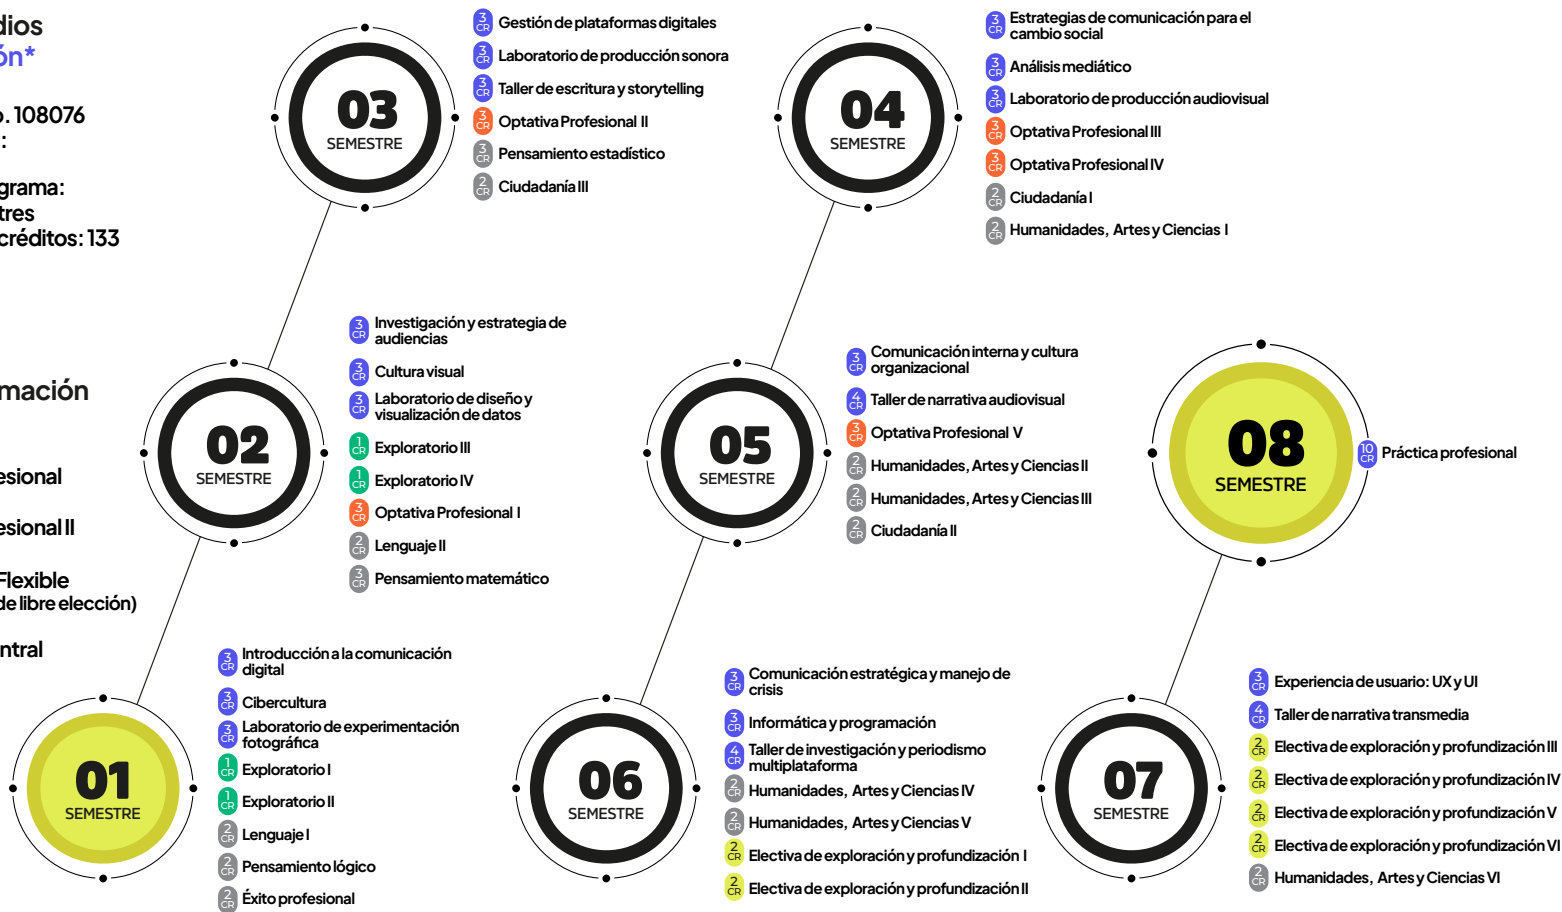 ón*
108076
:
créditos: 133
Flexible
de libre elección)
03
SEMESTRE
3
CR
Gestión de plataformas digitales
3
CR
Laboratorio de producción sonora
3
CR
Taller de escritura y storytelling
3
CR
Optativa Profesional II
3
CR
Pensamiento estadístico
2
CR
Ciudadanía III
04
SEMESTRE
3
CR
Estrategias de comunicación para el
cambio social
3
CR
Análisis mediático
3
CR
Laboratorio de producción audiovisual
3
CR
Optativa Profesional III
3
CR
Optativa Profesional IV
2
CR
Ciudadanía I
2
CR
Humanidades, Artes y Ciencias I
02
SEMESTRE
3
CR
Investigación y estrategia de
audiencias
3
CR
Cultura visual
3
CR
Laboratorio de diseño y
visualización de datos
1
CR
Exploratorio III
1
CR
Exploratorio IV
3
CR
Optativa Profesional I
2
CR
Lenguaje II
3
CR
Pensamiento matemático
05
SEMESTRE
3
CR
Comunicación interna y cultura
organizacional
4
CR
Taller de narrativa audiovisual
3
CR
Optativa Profesional V
2
CR
Humanidades, Artes y Ciencias II
2
CR
Humanidades, Artes y Ciencias III
2
CR
Ciudadanía II
08
SEMESTRE
10
CR
Práctica profesional
01
SEMESTRE
3
CR
Introducción a la comunicación
digital
3
CR
Cibercultura
3
CR
Laboratorio de experimentación
fotográfica
1
CR
Exploratorio I
1
CR
Exploratorio II
2
CR
Lenguaje I
2
CR
Pensamiento lógico
2
CR
Éxito profesional
06
SEMESTRE
3
CR
Comunicación estratégica y manejo de
crisis
3
CR
Informática y programación
4
CR
Taller de investigación y periodismo
multiplataforma
2
CR
Humanidades, Artes y Ciencias IV
2
CR
Humanidades, Artes y Ciencias V
2
CR
Electiva de exploración y profundización I
2
CR
Electiva de exploración y profundización II
07
SEMESTRE
3
CR
Experiencia de usuario: UX y UI
4
CR
Taller de narrativa transmedia
2
CR
Electiva de exploración y profundización III
2
CR
Electiva de exploración y profundización IV
2
CR
Electiva de exploración y profundización V
2
CR
Electiva de exploración y profundización VI
2
CR
Humanidades, Artes y Ciencias VI